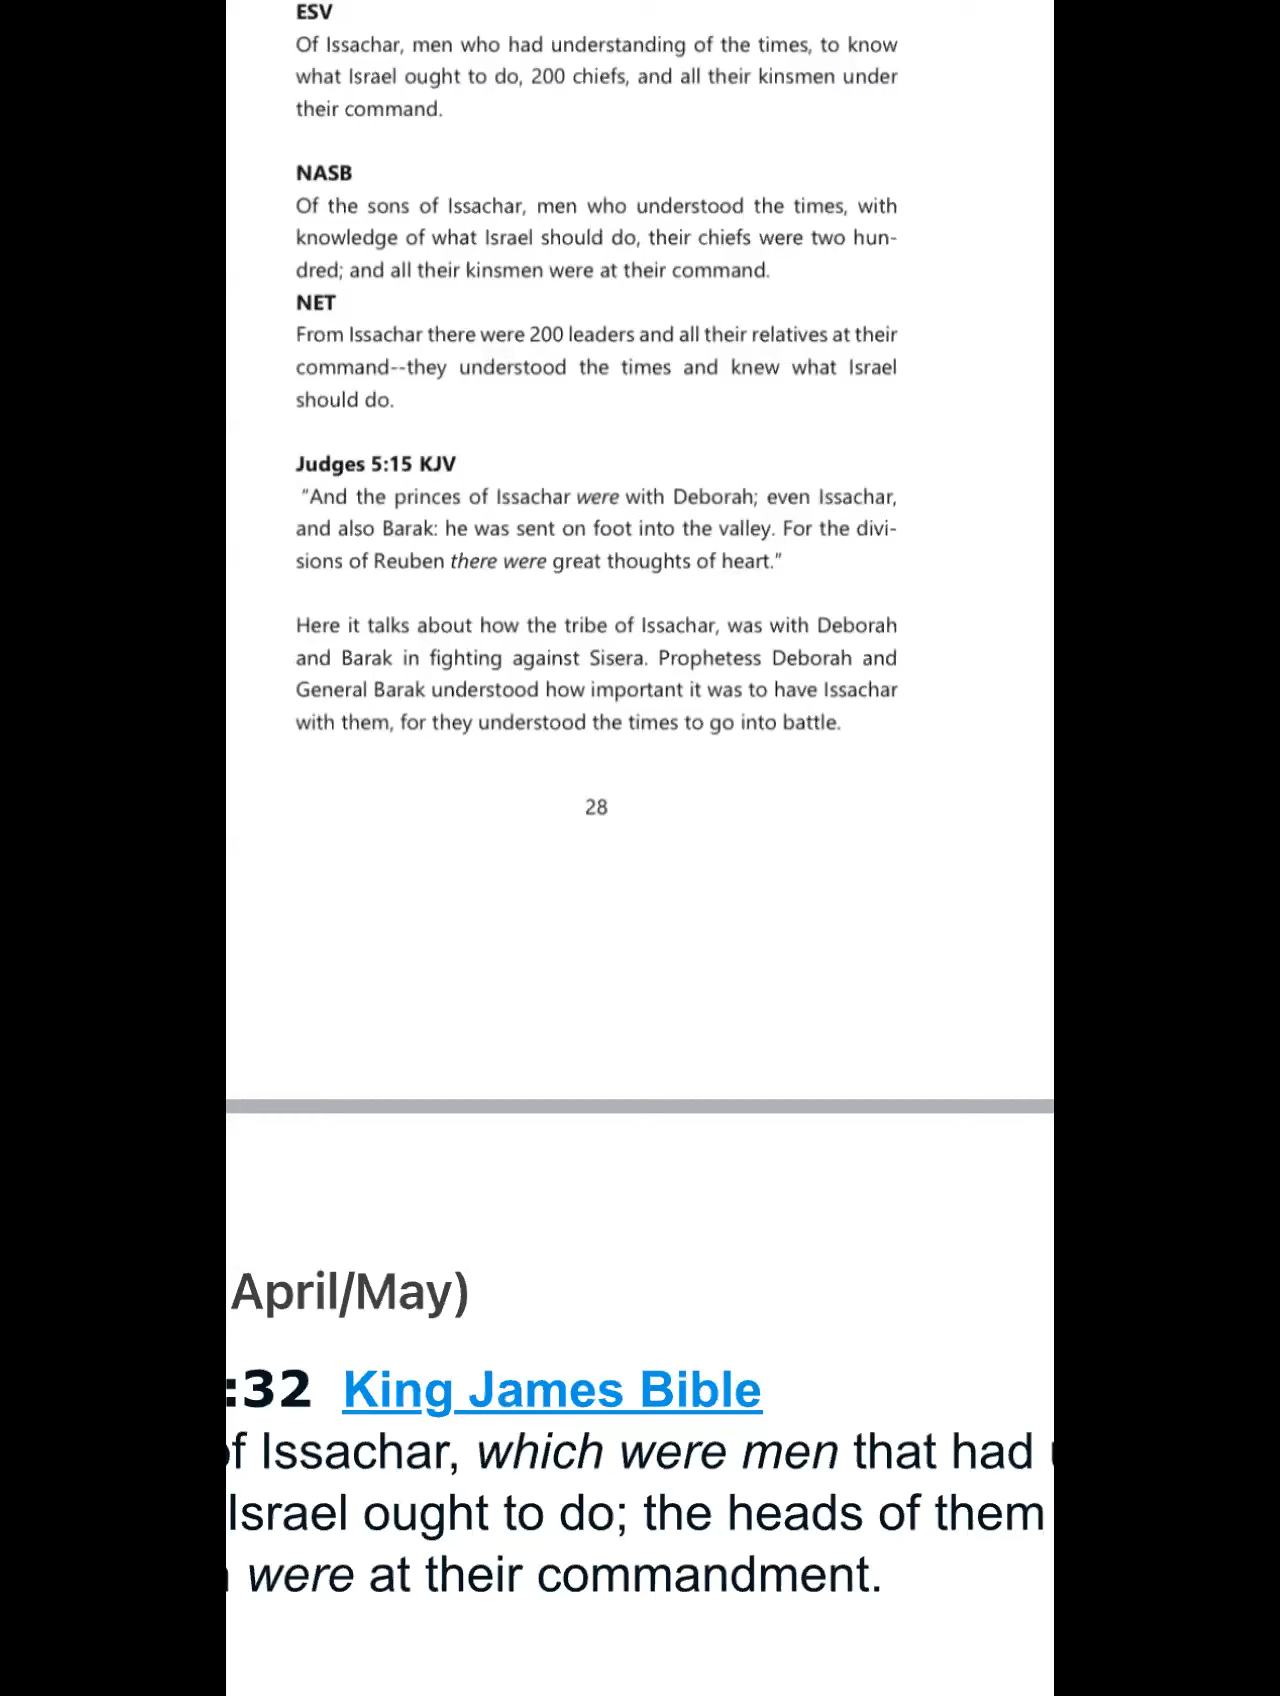 ESV
Of Issachar, men who had understanding of the times, to know
what Israel ought to do, 200 chiefs, and all their kinsmen under
their command.
NASB
Of the sons of Issachar, men who understood the times, with
knowledge of what Israel should do, their chiefs were two hun-
dred; and all their kinsmen were at their command.
NET
From Issachar there were 200 leaders and all their relatives at their
command--they understood the times and knew what Israel
should do.
Judges 5:15 KJV
"And the princes of Issachar were with Deborah; even Issachar,
and also Barak: he was sent on foot into the valley. For the divi-
sions of Reuben there were great thoughts of heart."
Here it talks about how the tribe of Issachar, was with Deborah
and Barak in fighting against Sisera. Prophetess Deborah and
General Barak understood how important it was to have Issachar
with them, for they understood the times to go into battle.
28
April/May)
:32 King James Bible
f Issachar, which were men that had
Israel ought to do; the heads of them
were at their commandment.